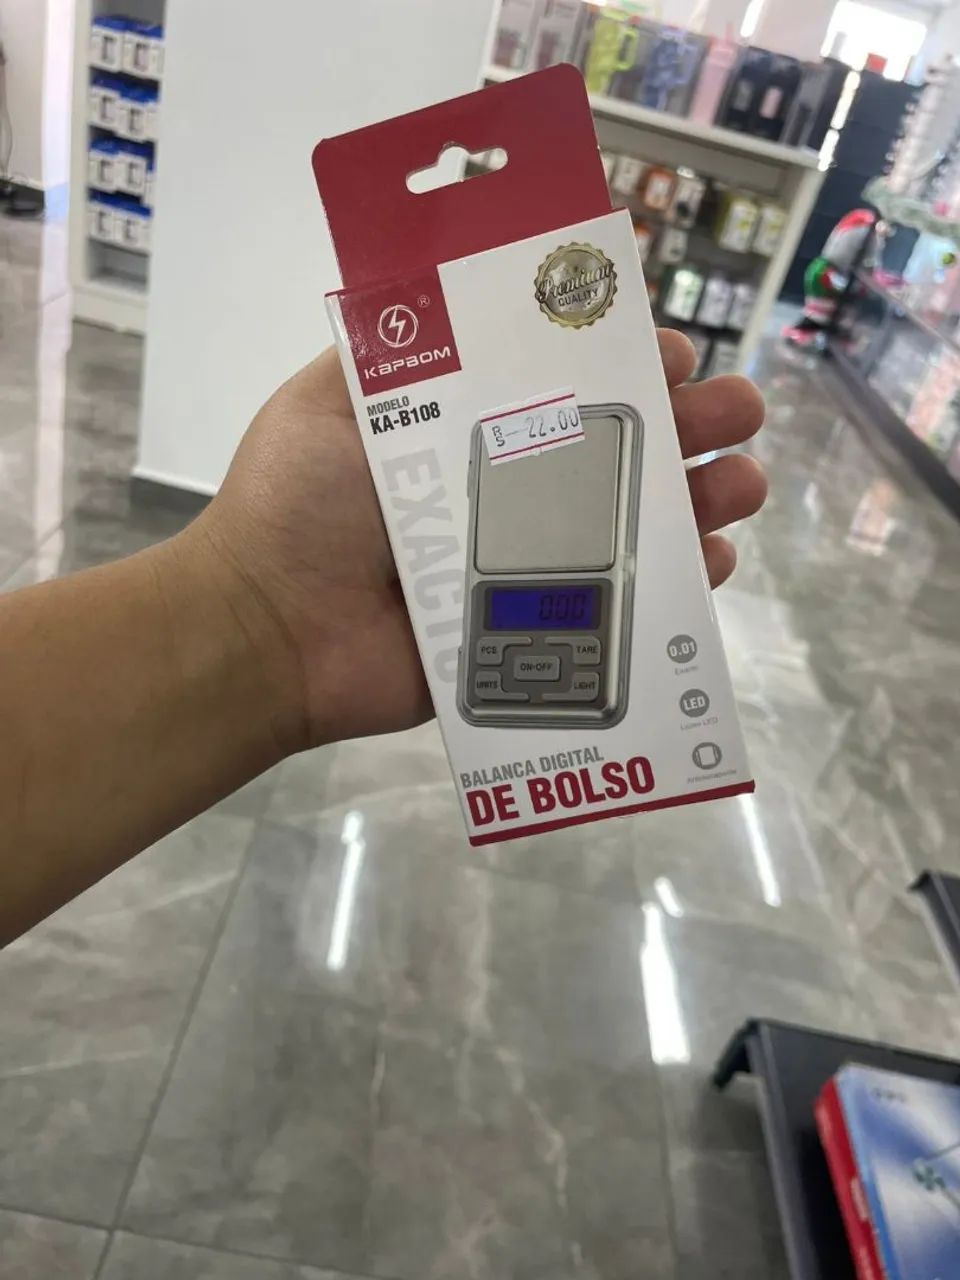 KAPBOM
®
Premium
QUALITY
MODELO
KA-B108
R$ 22.00
EXACTO
000
PCS
TARE
ON•OFF
UNITS
LIGHT
0.01
LED
BALANCA DIGITAL
DE BOLSO